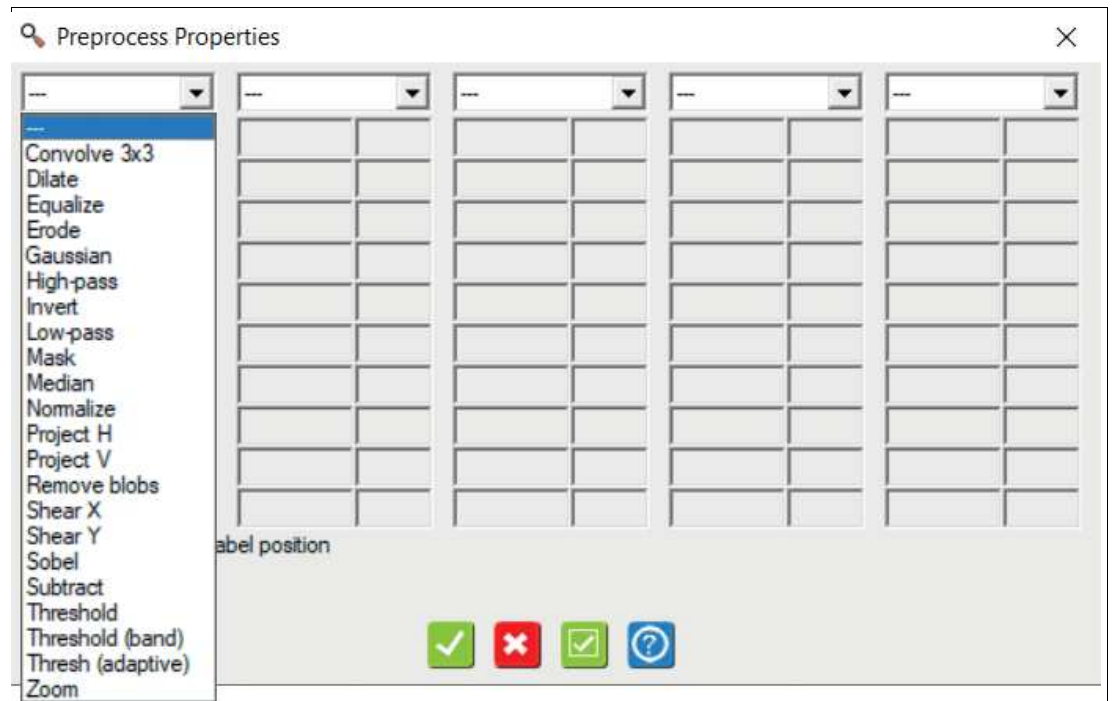 Preprocess Properties
--- --- --- --- ---
---
Convolve 3x3
Dilate
Equalize
Erode
Gaussian
High-pass
Invert
Low-pass
Mask
Median
Normalize
Project H
Project V
Remove blobs
Shear X
Shear Y
abel position
Sobel
Subtract
Threshold
Threshold (band)
Thresh (adaptive)
Zoom